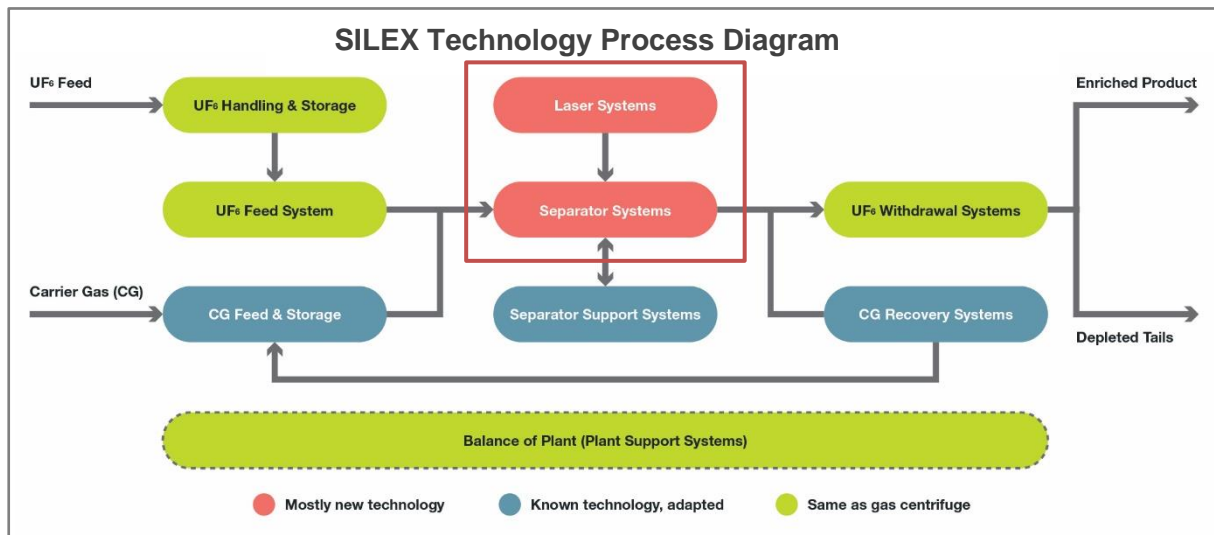 SILEX Technology Process Diagram
UF₆ Feed
UF₆ Handling & Storage
Laser Systems
Enriched Product
UF₆ Feed System
Separator Systems
UF₆ Withdrawal Systems
Carrier Gas (CG)
CG Feed & Storage
Separator Support Systems
CG Recovery Systems
Depleted Tails
Balance of Plant (Plant Support Systems)
Mostly new technology
Known technology, adapted
Same as gas centrifuge